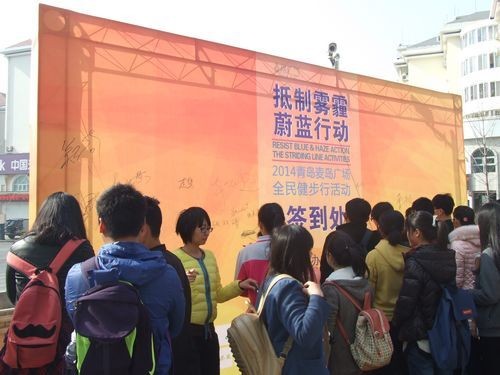 抵制雾霾
蔚蓝行动
RESIST BLUE & HAZE ACTION
THE STRIDING LINE ACTIVITIES
2014青岛麦岛广场
全民健步行活动
签到处
中国